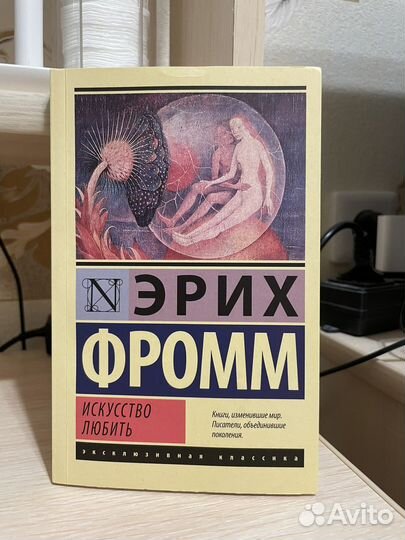 N ЭРИХ
ФРОММ
ИСКУССТВО
ЛЮБИТЬ
Книги, изменившие мир.
Писатели, объединившие
поколения.
эксклюзивная классика
Avito